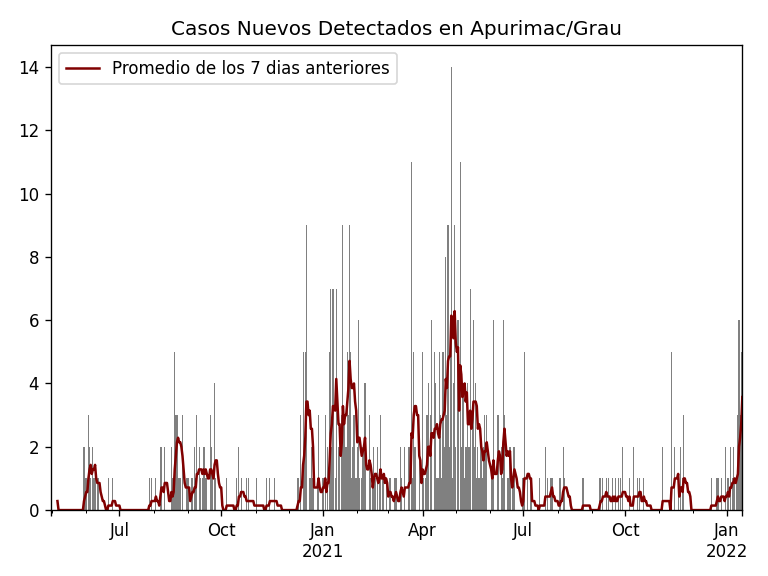 Casos Nuevos Detectados en Apurimac/Grau
Promedio de los 7 dias anteriores
14
12
10
8
6
4
2
0
Jul
Oct
Jan
2021
Apr
Jul
Oct
Jan
2022